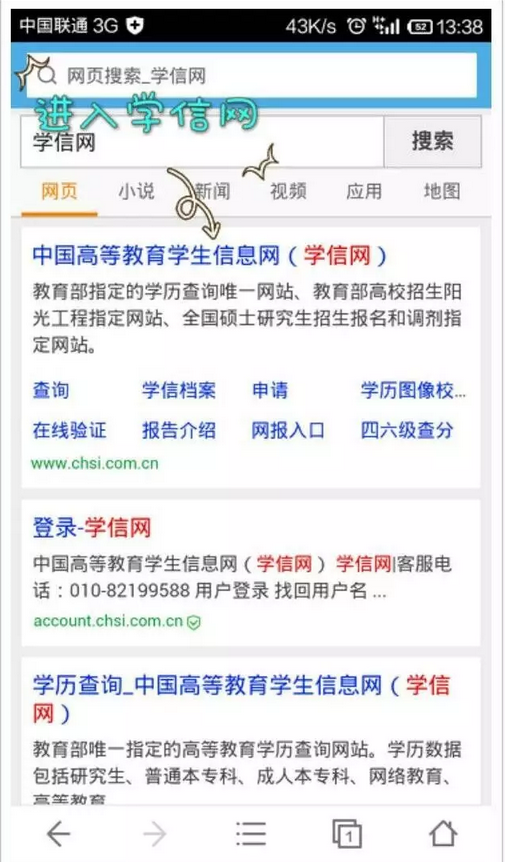 中国联通 3G 43K/s 52 13:38
网页搜索_学信网
进入学信网
学信网 搜索
网页 小说 新闻 视频 应用 地图
中国高等教育学生信息网（学信网）
教育部指定的学历查询唯一网站、教育部高校招生阳
光工程指定网站、全国硕士研究生招生报名和调剂指
定网站。
查询 学信档案 申请 学历图像校...
在线验证 报告介绍 网报入口 四六级查分
www.chsi.com.cn
登录-学信网
中国高等教育学生信息网（学信网） 学信网|客服电
话：010-82199588 用户登录 找回用户名 ...
account.chsi.com.cn
学历查询_中国高等教育学生信息网（学信
网）
教育部唯一指定的高等教育学历查询网站。学历数据
包括研究生、普通本专科、成人本专科、网络教育、
高等教育
1